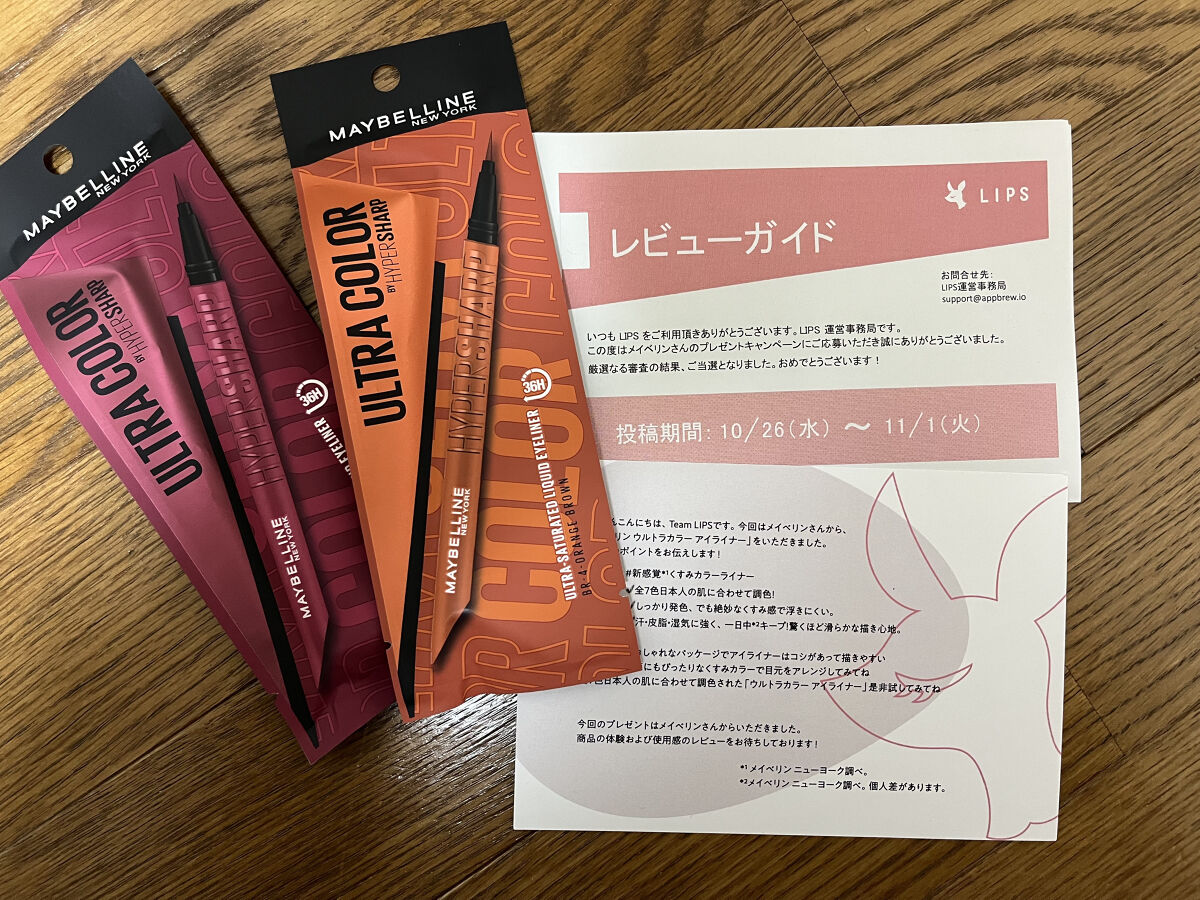 MAYBELLINE
NEW YORK
ULTRA COLOR
BY HYPERSHARP
HYPERSHARP
36H
EYELINER
MAYBELLINE
NEW YORK
MAYBELLINE
NEW YORK
ULTRA COLOR
BY HYPERSHARP
HYPERSHARP
COLOR
36H
ULTRA-SATURATED LIQUID EYELINER
BR-4-ORANGE BROWN
MAYBELLINE
NEW YORK
LIPS
レビューガイド
お問合せ先:
LIPS運営事務局
support@appbrew.io
いつも LIPS をご利用頂きありがとうございます。LIPS 運営事務局です。
この度はメイベリンさんのプレゼントキャンペーンにご応募いただき誠にありがとうございました。
厳選なる審査の結果、ご当選となりました。おめでとうございます!
投稿期間: 10/26(水) ～ 11/1(火)
んこんにちは、Team LIPSです。今回はメイベリンさんから、
リン ウルトラカラー アイライナー」をいただきました。
ポイントをお伝えします!
#新感覚*1くすみカラーライナー
✓全7色日本人の肌に合わせて調色!
しっかり発色、でも絶妙なくすみ感で浮きにくい。
汗・皮脂・湿気に強く、一日中*2キープ!驚くほど滑らかな描き心地。
しゃれなパッケージでアイライナーはコシがあって描きやすい
にもぴったりなくすみカラーで目元をアレンジしてみてね
色日本人の肌に合わせて調色された「ウルトラカラー アイライナー」是非試してみてね
今回のプレゼントはメイベリンさんからいただきました。
商品の体験および使用感のレビューをお待ちしております!
*1 メイベリン ニューヨーク調べ。
*2メイベリン ニューヨーク調べ。個人差があります。